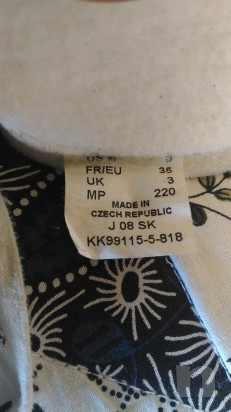 FR/EU 35
UK 3
MP 220
MADE IN
CZECH REPUBLIC
J 08 SK
KK99115-5-818